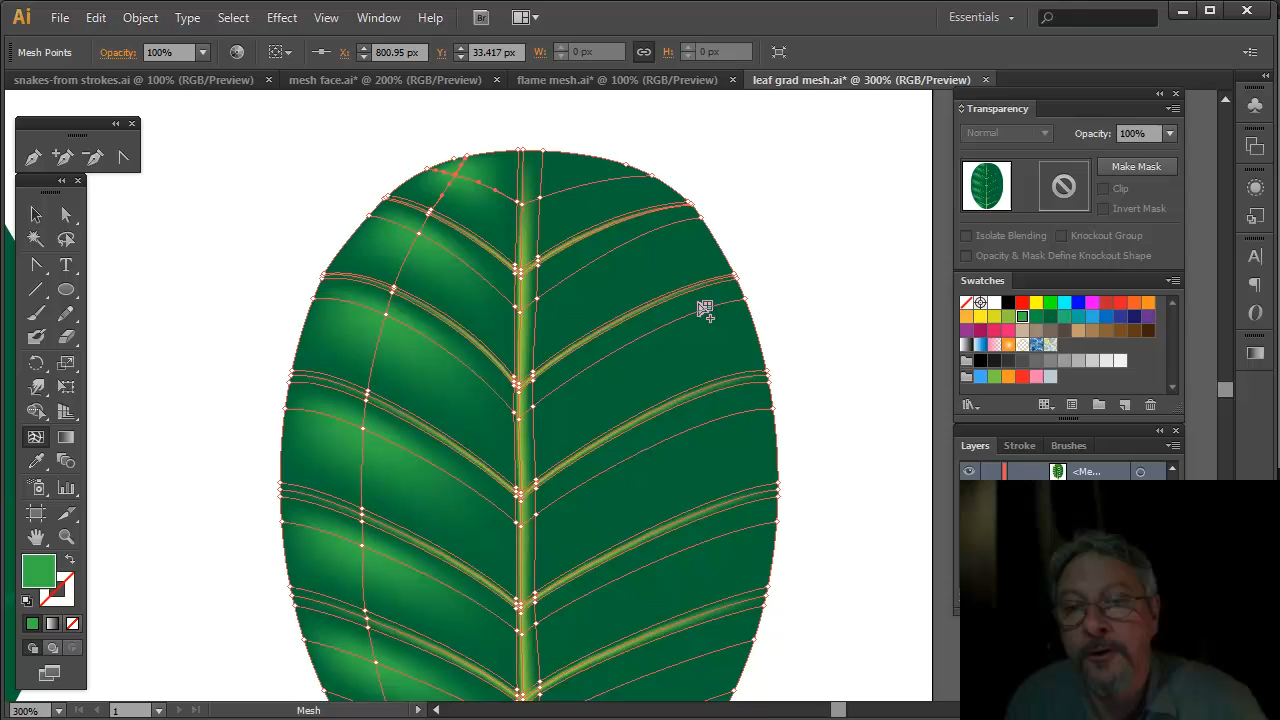 Ai File Edit Object Type Select Effect View Window Help Br Essentials
Mesh Points Opacity: 100% X: 800.95 px Y: 33.417 px W: 0 px H: 0 px
snakes-from strokes.ai @ 100% (RGB/Preview) × mesh face.ai* @ 200% (RGB/Preview) × flame mesh.ai* @ 100% (RGB/Preview) × leaf grad mesh.ai* @ 300% (RGB/Preview) ×
Transparency
Normal Opacity: 100%
Make Mask
Clip
Invert Mask
Isolate Blending Knockout Group
Opacity & Mask Define Knockout Shape
Swatches
Layers Stroke Brushes
<Me...
300% 1 Mesh